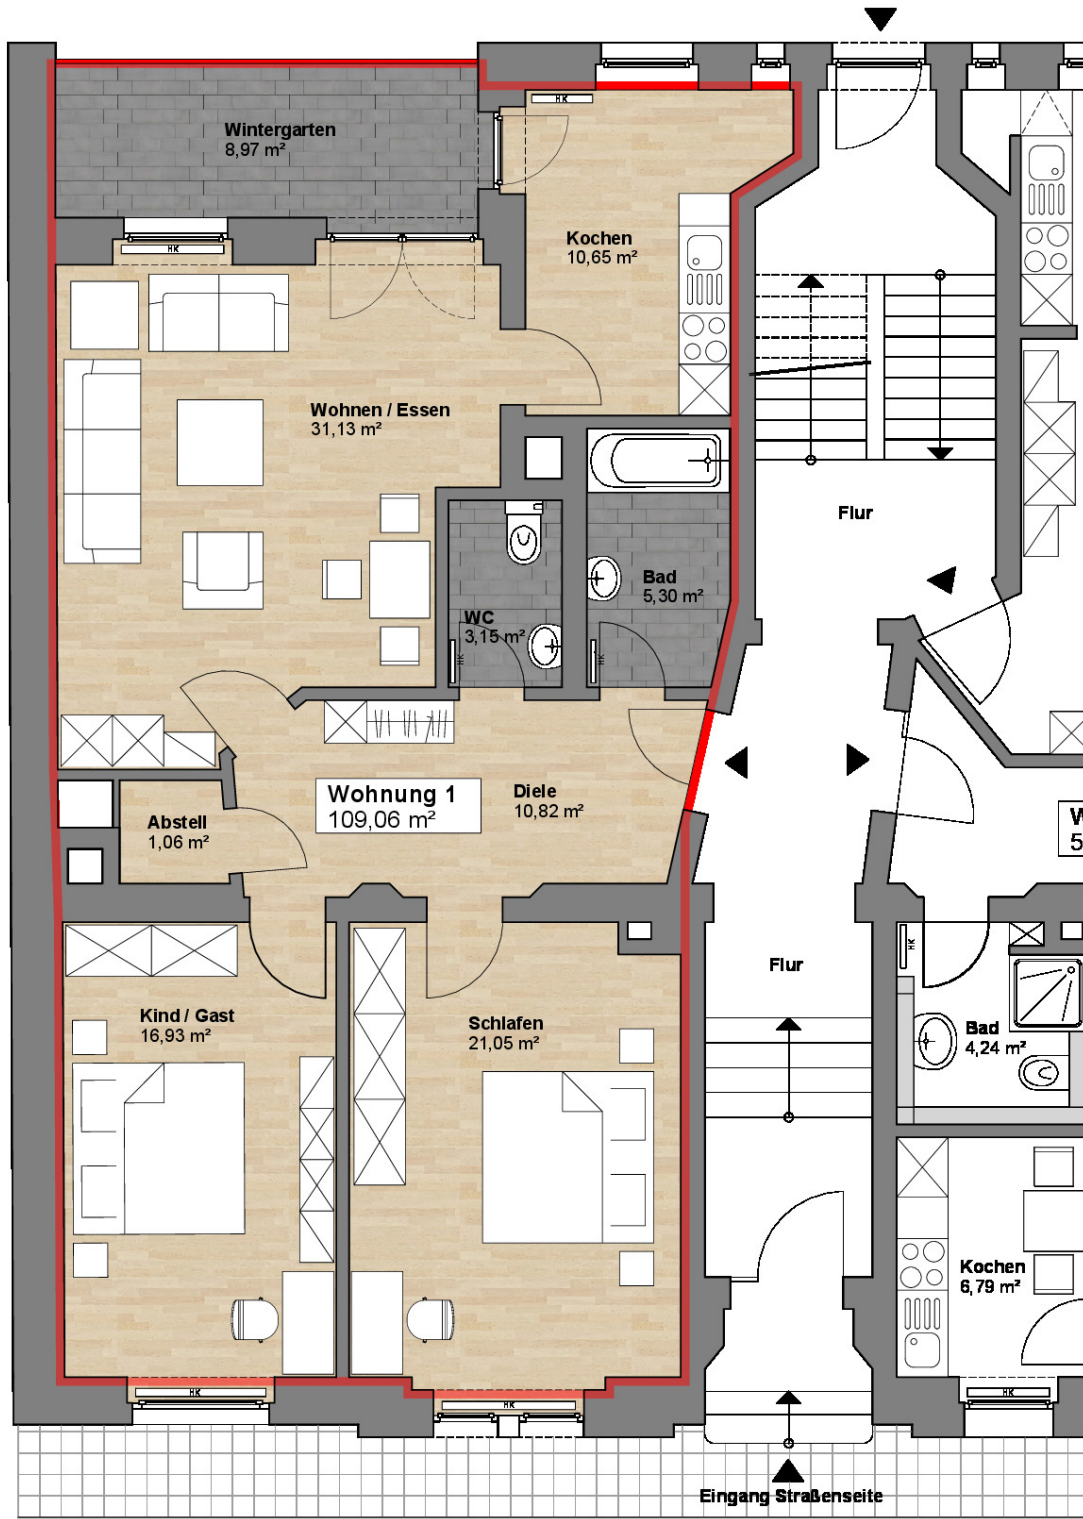 HK
Wintergarten
8,97 m²
Kochen
10,65 m²
HK
Wohnen / Essen
31,13 m²
Flur
Bad
5,30 m²
WC
3,15 m²
HK
HK
Wohnung 1
109,06 m²
Diele
10,82 m²
Abstell
1,06 m²
W
5
Flur
HK
Kind / Gast
16,93 m²
Schlafen
21,05 m²
Bad
4,24 m²
Kochen
6,79 m²
HK
HK
HK
Eingang Straßenseite